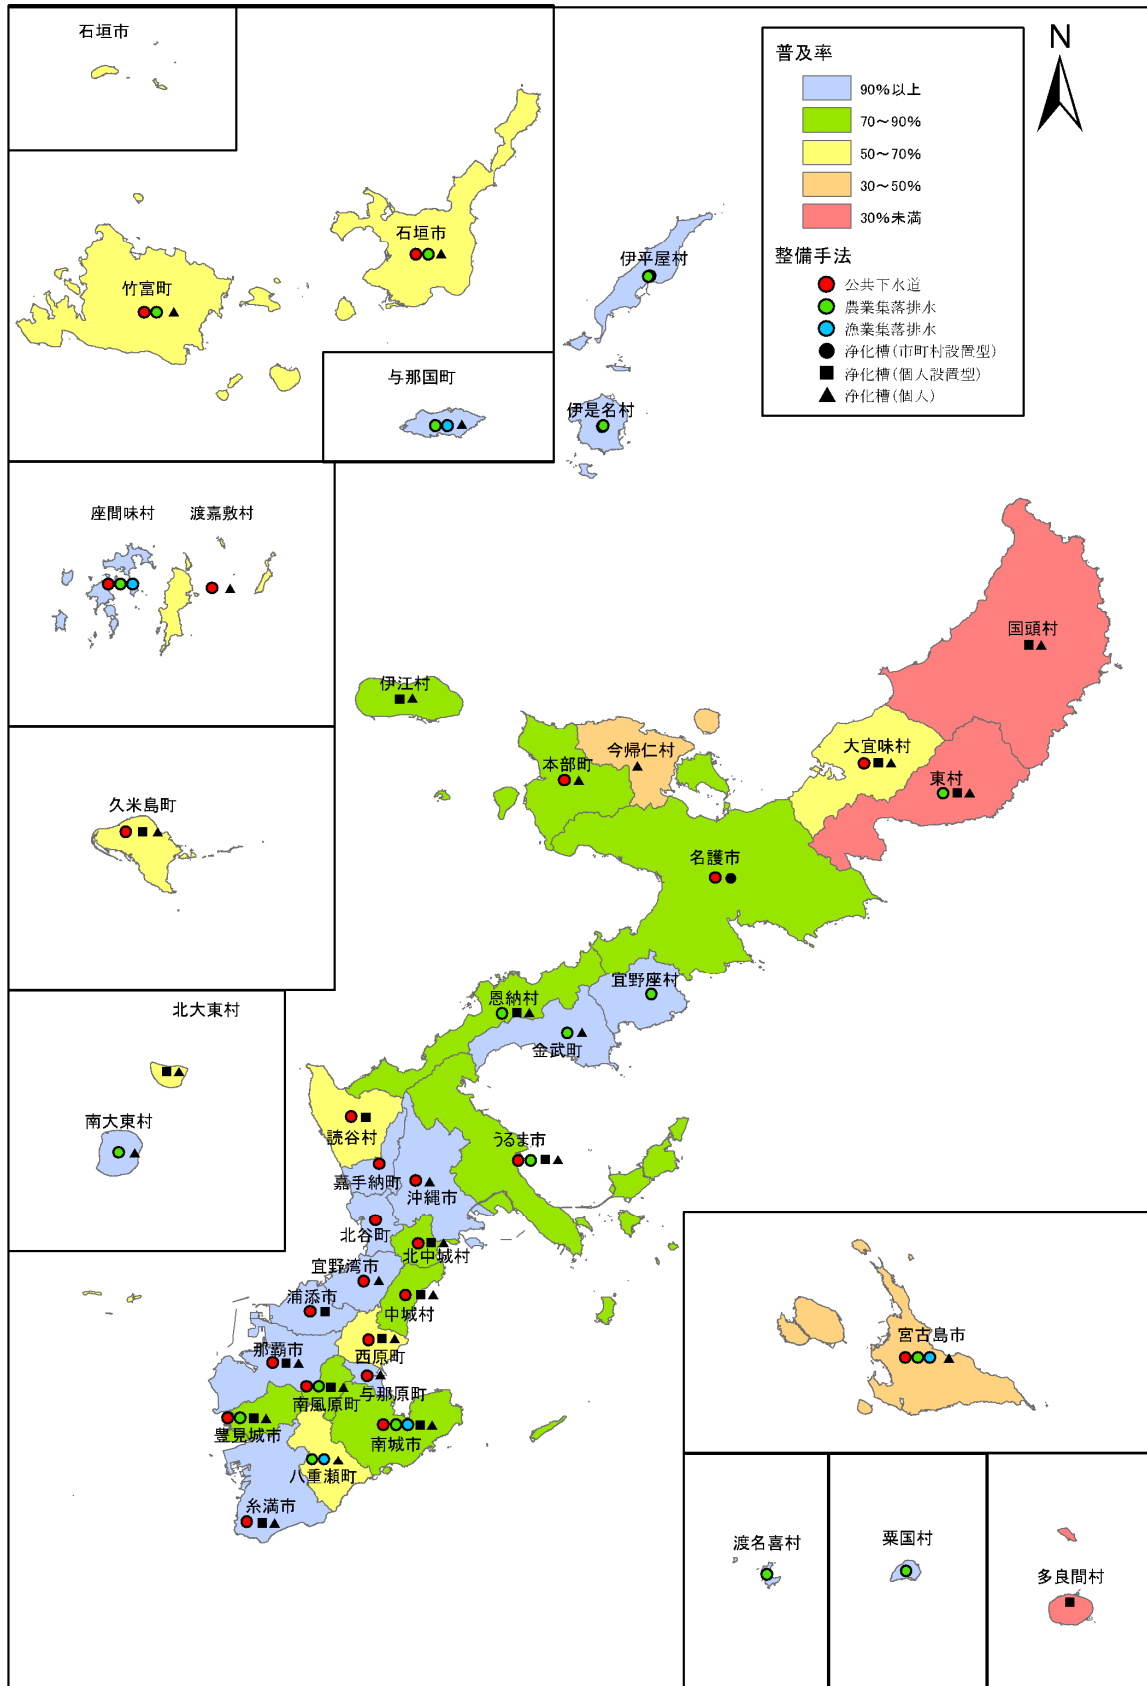 石垣市
普及率
90%以上
70～90%
50～70%
30～50%
30%未満
整備手法
公共下水道
農業集落排水
漁業集落排水
浄化槽(市町村設置型)
浄化槽(個人設置型)
浄化槽(個人)
N
石垣市
竹富町
与那国町
伊平屋村
伊是名村
座間味村
渡嘉敷村
国頭村
伊江村
今帰仁村
本部町
大宜味村
東村
久米島町
名護市
宜野座村
恩納村
金武町
北大東村
南大東村
読谷村
うるま市
嘉手納町
沖縄市
北谷町
北中城村
宜野湾市
浦添市
中城村
那覇市
西原町
与那原町
南風原町
豊見城市
南城市
八重瀬町
糸満市
宮古島市
渡名喜村
粟国村
多良間村